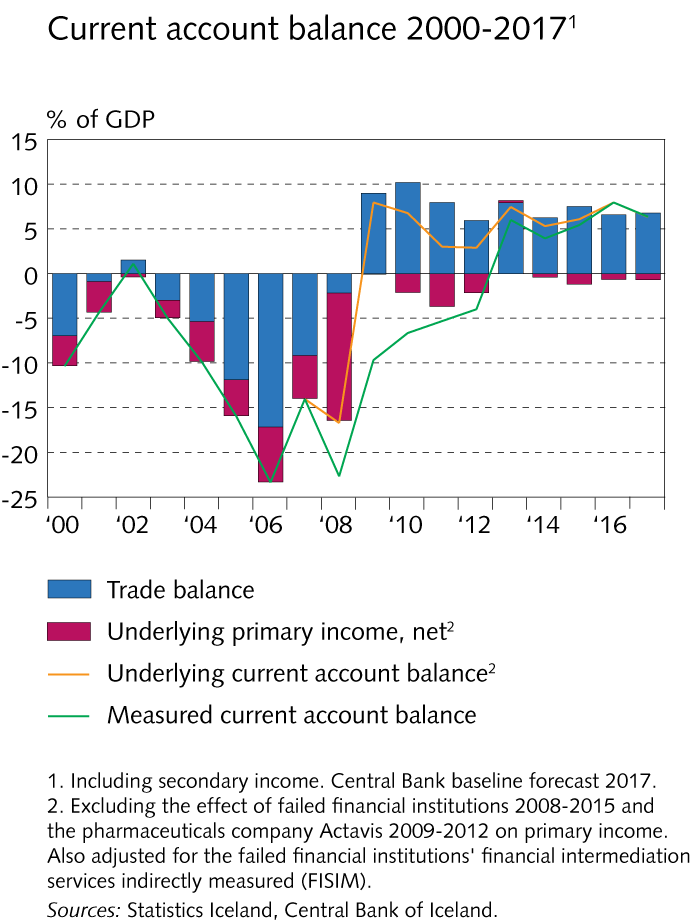 Current account balance 2000-2017¹
% of GDP
15
10
5
0
-5
-10
-15
-20
-25
‘00 ‘02 ‘04 ‘06 ‘08 ‘10 ‘12 ‘14 ‘16
Trade balance
Underlying primary income, net²
Underlying current account balance²
Measured current account balance
1. Including secondary income. Central Bank baseline forecast 2017.
2. Excluding the effect of failed financial institutions 2008-2015 and
the pharmaceuticals company Actavis 2009-2012 on primary income.
Also adjusted for the failed financial institutions' financial intermediation
services indirectly measured (FISIM).
Sources: Statistics Iceland, Central Bank of Iceland.